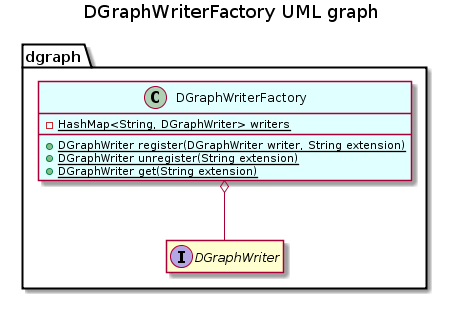 DGraphWriterFactory UML graph
dgraph
C DGraphWriterFactory
HashMap<String, DGraphWriter> writers
DGraphWriter register(DGraphWriter writer, String extension)
DGraphWriter unregister(String extension)
DGraphWriter get(String extension)
I DGraphWriter